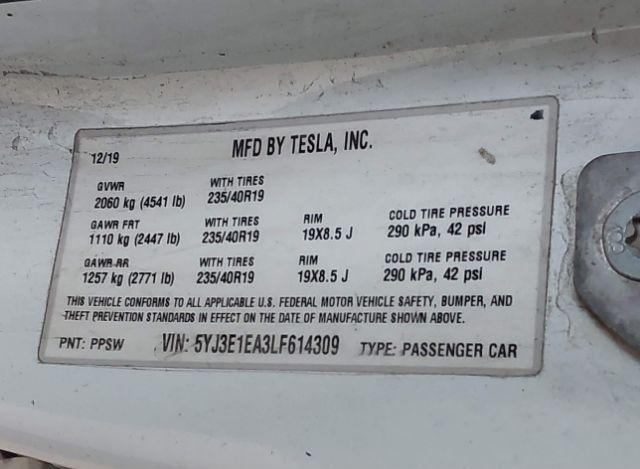 12/19 MFD BY TESLA, INC.
GVWR WITH TIRES
2060 kg (4541 lb) 235/40R19
GAWR FRT WITH TIRES RIM COLD TIRE PRESSURE
1110 kg (2447 lb) 235/40R19 19X8.5 J 290 kPa, 42 psi
GAWR RR WITH TIRES RIM COLD TIRE PRESSURE
1257 kg (2771 lb) 235/40R19 19X8.5 J 290 kPa, 42 psi
THIS VEHICLE CONFORMS TO ALL APPLICABLE U.S. FEDERAL MOTOR VEHICLE SAFETY, BUMPER, AND
THEFT PREVENTION STANDARDS IN EFFECT ON THE DATE OF MANUFACTURE SHOWN ABOVE.
PNT: PPSW VIN: 5YJ3E1EA3LF614309 TYPE: PASSENGER CAR